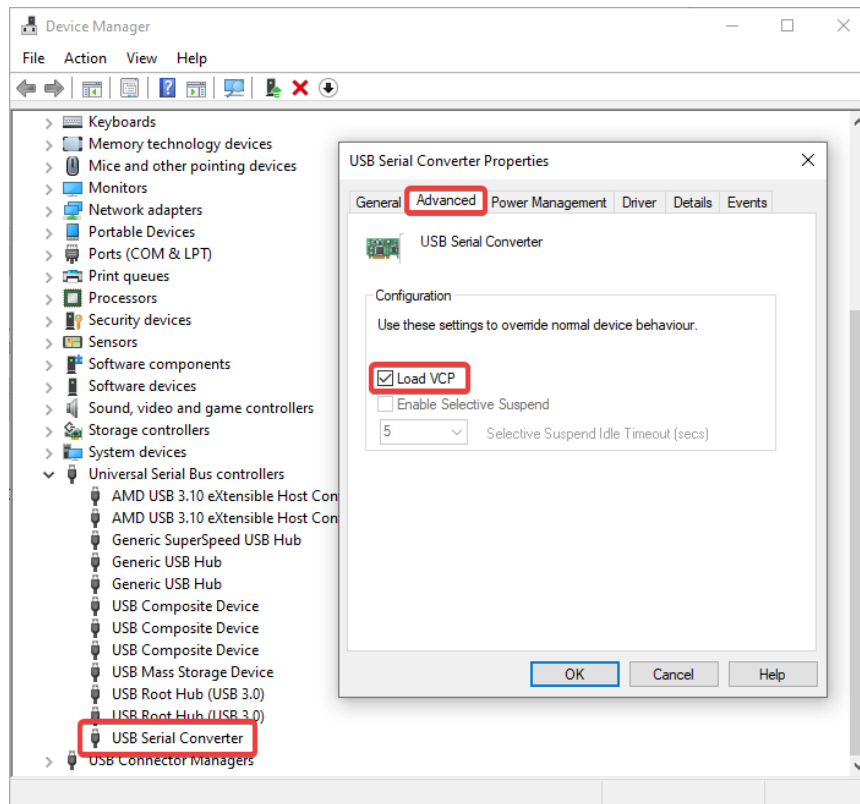 Device Manager
File Action View Help
Keyboards
Memory technology devices
Mice and other pointing devices
Monitors
Network adapters
Portable Devices
Ports (COM & LPT)
Print queues
Processors
Security devices
Sensors
Software components
Software devices
Sound, video and game controllers
Storage controllers
System devices
Universal Serial Bus controllers
AMD USB 3.10 eXtensible Host Con
AMD USB 3.10 eXtensible Host Con
Generic SuperSpeed USB Hub
Generic USB Hub
Generic USB Hub
USB Composite Device
USB Composite Device
USB Composite Device
USB Mass Storage Device
USB Root Hub (USB 3.0)
USB Root Hub (USB 3.0)
USB Serial Converter
USB Connector Managers
USB Serial Converter Properties
General Advanced Power Management Driver Details Events
USB Serial Converter
Configuration
Use these settings to override normal device behaviour.
Load VCP
Enable Selective Suspend
5 Selective Suspend Idle Timeout (secs)
OK Cancel Help